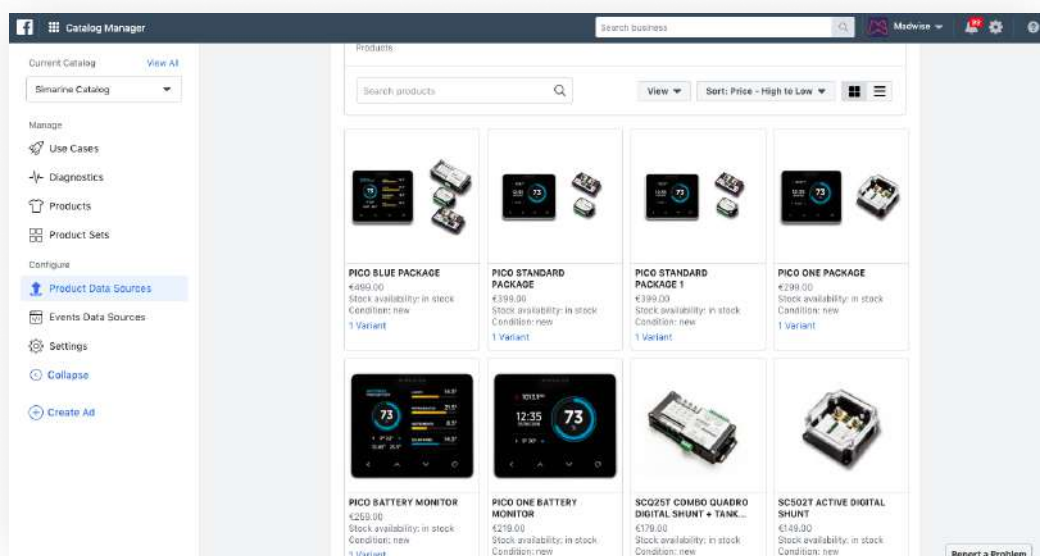 Catalog Manager
Search business
Madwise
99
Current Catalog
View All
Simarine Catalog
Manage
Use Cases
Diagnostics
Products
Product Sets
Configure
Product Data Sources
Events Data Sources
Settings
Collapse
Create Ad
Products
Search products
View
Sort: Price - High to Low
PICO BLUE PACKAGE
€499.00
Stock availability: in stock
Condition: new
1 Variant
PICO STANDARD
PACKAGE
€399.00
Stock availability: in stock
Condition: new
1 Variant
PICO STANDARD
PACKAGE 1
€399.00
Stock availability: in stock
Condition: new
1 Variant
PICO ONE PACKAGE
€299.00
Stock availability: in stock
Condition: new
1 Variant
73
12:35
73
PICO BATTERY MONITOR
€259.00
Stock availability: in stock
Condition: new
1 Variant
PICO ONE BATTERY
MONITOR
€219.00
Stock availability: in stock
Condition: new
SCQ25T COMBO QUADRO
DIGITAL SHUNT + TANK...
€179.00
Stock availability: in stock
Condition: new
SC502T ACTIVE DIGITAL
SHUNT
€149.00
Stock availability: in stock
Condition: new
Report a Problem